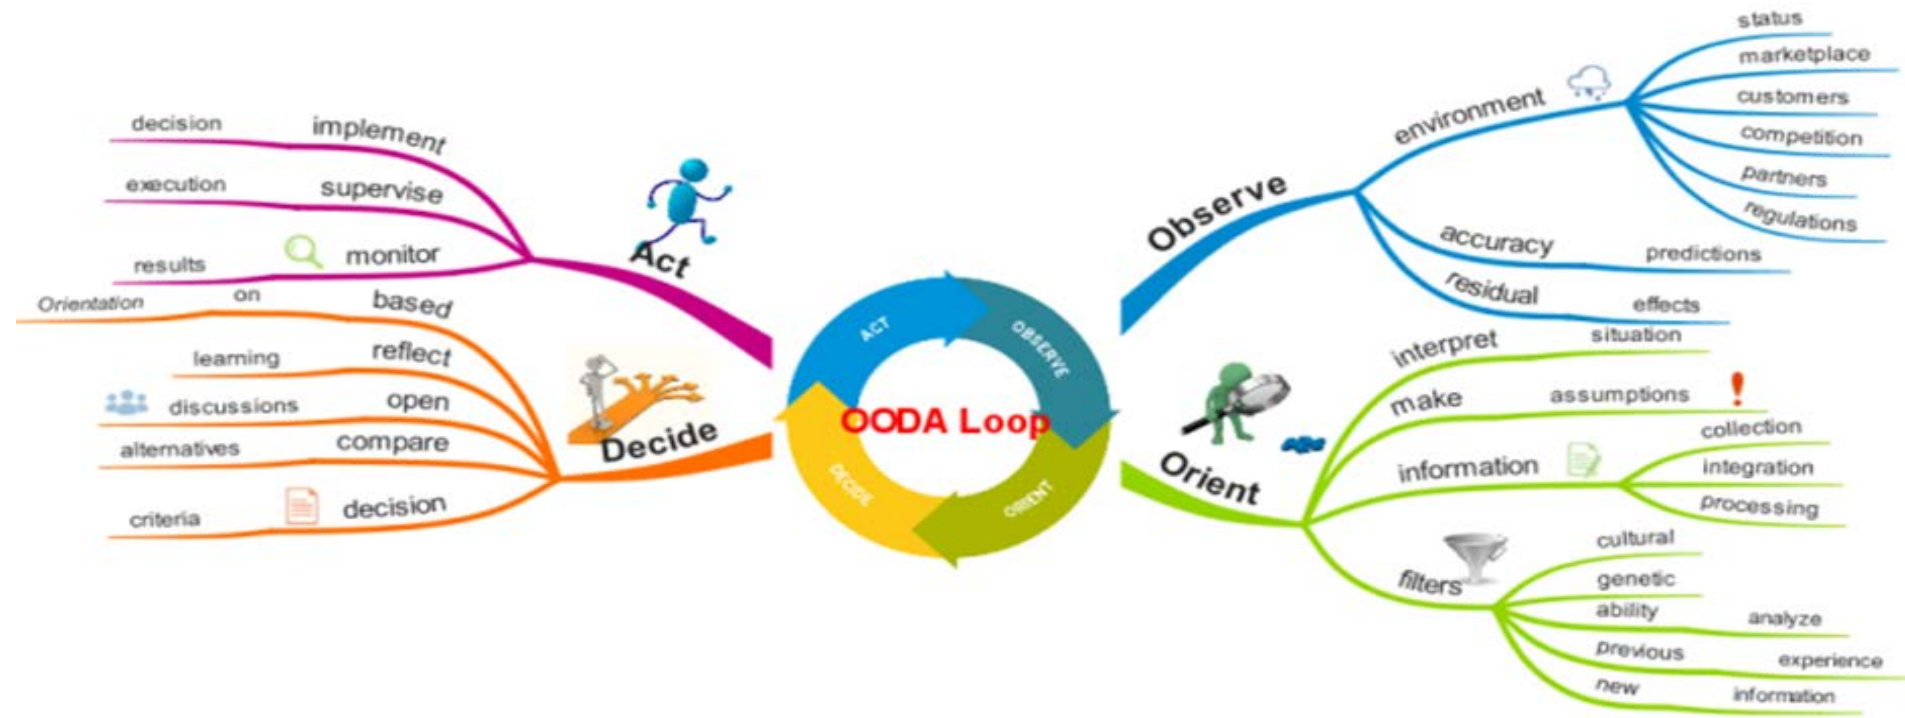 OODA Loop
ACT
OBSERVE
ORIENT
DECIDE
Observe
environment
status
marketplace
customers
competition
partners
regulations
accuracy
predictions
residual
effects
Orient
interpret
situation
make
assumptions
information
collection
integration
processing
filters
cultural
genetic
ability
analyze
previous
experience
new
information
Decide
based
on
Orientation
reflect
learning
open
discussions
compare
alternatives
decision
criteria
Act
implement
decision
supervise
execution
monitor
results